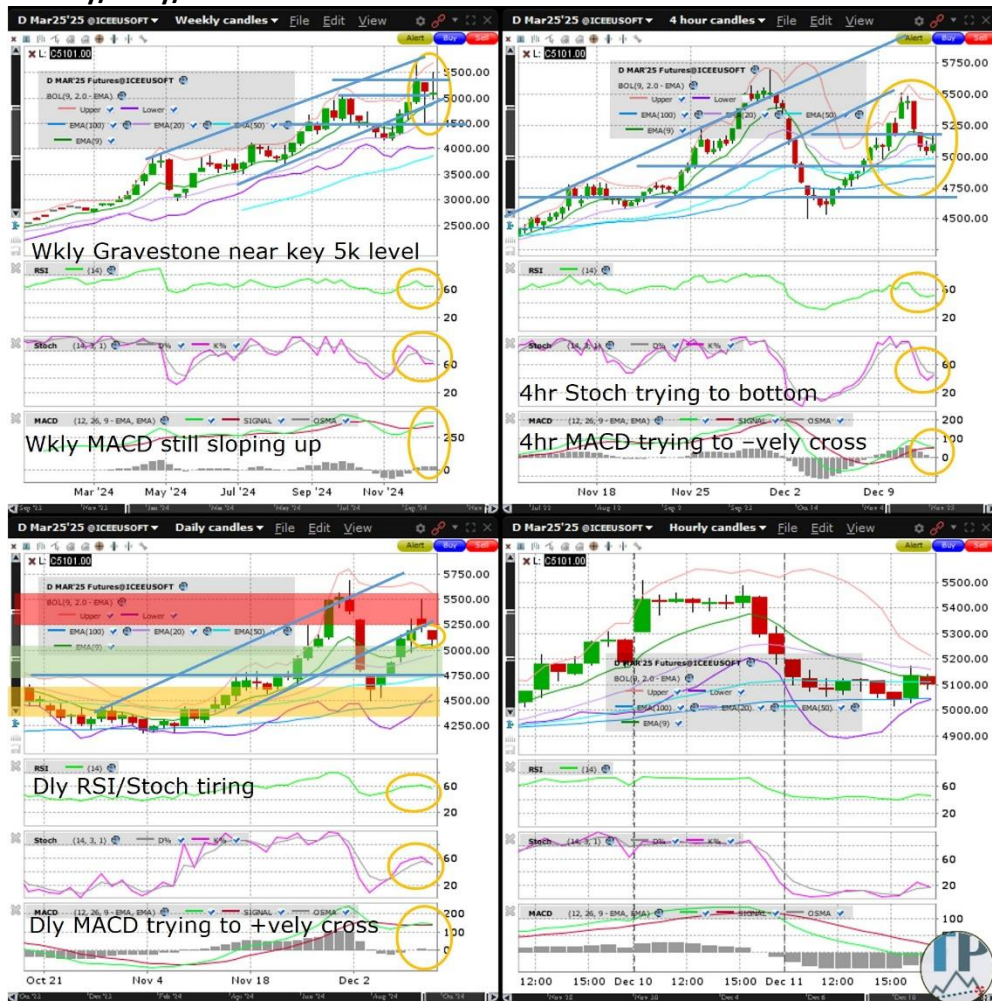 D Mar25'25 @ICEEUSOFT Weekly candles File Edit View
Alert Buy Sell
L: C5101.00
D MAR'25 Futures@ICEEUSOFT
BOL(9, 2.0 - EMA)
Upper Lower
EMA(100) EMA(20) EMA(50)
EMA(9)
5500.00
5000.00
4500.00
4000.00
3500.00
3000.00
2500.00
Wkly Gravestone near key 5k level
RSI (14)
60
20
Stoch (14, 3, 1) D% K%
60
20
MACD (12, 26, 9 - EMA, EMA) SIGNAL OSMA
250
0
Wkly MACD still sloping up
Mar '24 May '24 Jul '24 Sep '24 Nov '24
D Mar25'25 @ICEEUSOFT 4 hour candles File Edit View
Alert Buy Sell
L: C5101.00
D MAR'25 Futures@ICEEUSOFT
BOL(9, 2.0 - EMA)
Upper Lower
EMA(100) EMA(20) EMA(50)
EMA(9)
5750.00
5500.00
5250.00
5000.00
4750.00
4500.00
RSI (14)
60
20
Stoch (14, 3, 1) D% K%
60
20
4hr Stoch trying to bottom
MACD (12, 26, 9 - EMA, EMA) SIGNAL OSMA
200
100
0
4hr MACD trying to –vely cross
Nov 18 Nov 25 Dec 2 Dec 9
D Mar25'25 @ICEEUSOFT Daily candles File Edit View
Alert Buy Sell
L: C5101.00
D MAR'25 Futures@ICEEUSOFT
BOL(9, 2.0 - EMA)
Upper Lower
EMA(100) EMA(20) EMA(50)
EMA(9)
5750.00
5500.00
5250.00
5000.00
4750.00
4500.00
4250.00
RSI (14)
60
20
Dly RSI/Stoch tiring
Stoch (14, 3, 1) D% K%
60
20
MACD (12, 26, 9 - EMA, EMA) SIGNAL OSMA
200
100
0
Dly MACD trying to +vely cross
Oct 21 Nov 4 Nov 18 Dec 2
D Mar25'25 @ICEEUSOFT Hourly candles File Edit View
Alert Buy Sell
L: C5101.00
D MAR'25 Futures@ICEEUSOFT
BOL(9, 2.0 - EMA)
Upper Lower
EMA(100) EMA(20) EMA(50)
EMA(9)
5500.00
5400.00
5300.00
5200.00
5100.00
5000.00
4900.00
RSI (14)
60
20
Stoch (14, 3, 1) D% K%
60
20
MACD (12, 26, 9 - EMA, EMA) SIGNAL OSMA
100
12:00 15:00 Dec 10 12:00 15:00 Dec 11 12:00 15:00
TP